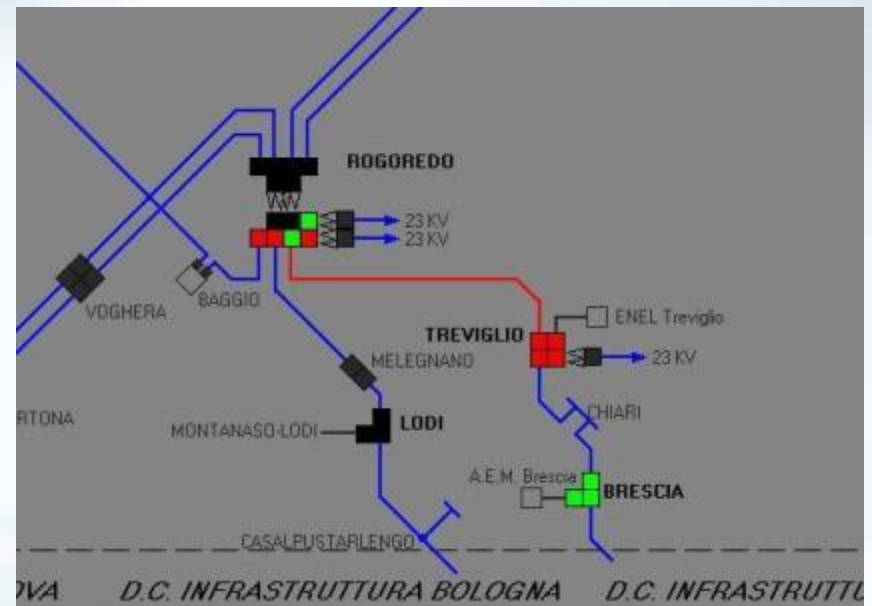 ROGOREDO
23 KV
23 KV
BAGGIO
VOGHERA
ENEL Treviglio
TREVIGLIO
23 KV
MELEGNANO
CHIARI
RTONA
LODI
MONTANASO-LODI
A.E.M. Brescia
BRESCIA
CASALPUSTARLENGO
OVA D.C. INFRASTRUTTURA BOLOGNA D.C. INFRASTRUTTU